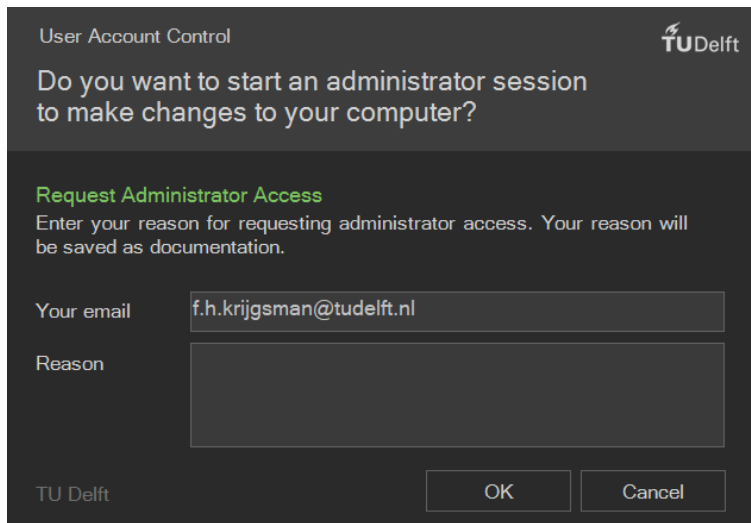 User Account Control
TUDelft
Do you want to start an administrator session
to make changes to your computer?
Request Administrator Access
Enter your reason for requesting administrator access. Your reason will
be saved as documentation.
Your email
f.h.krijgsman@tudelft.nl
Reason
TU Delft
OK
Cancel